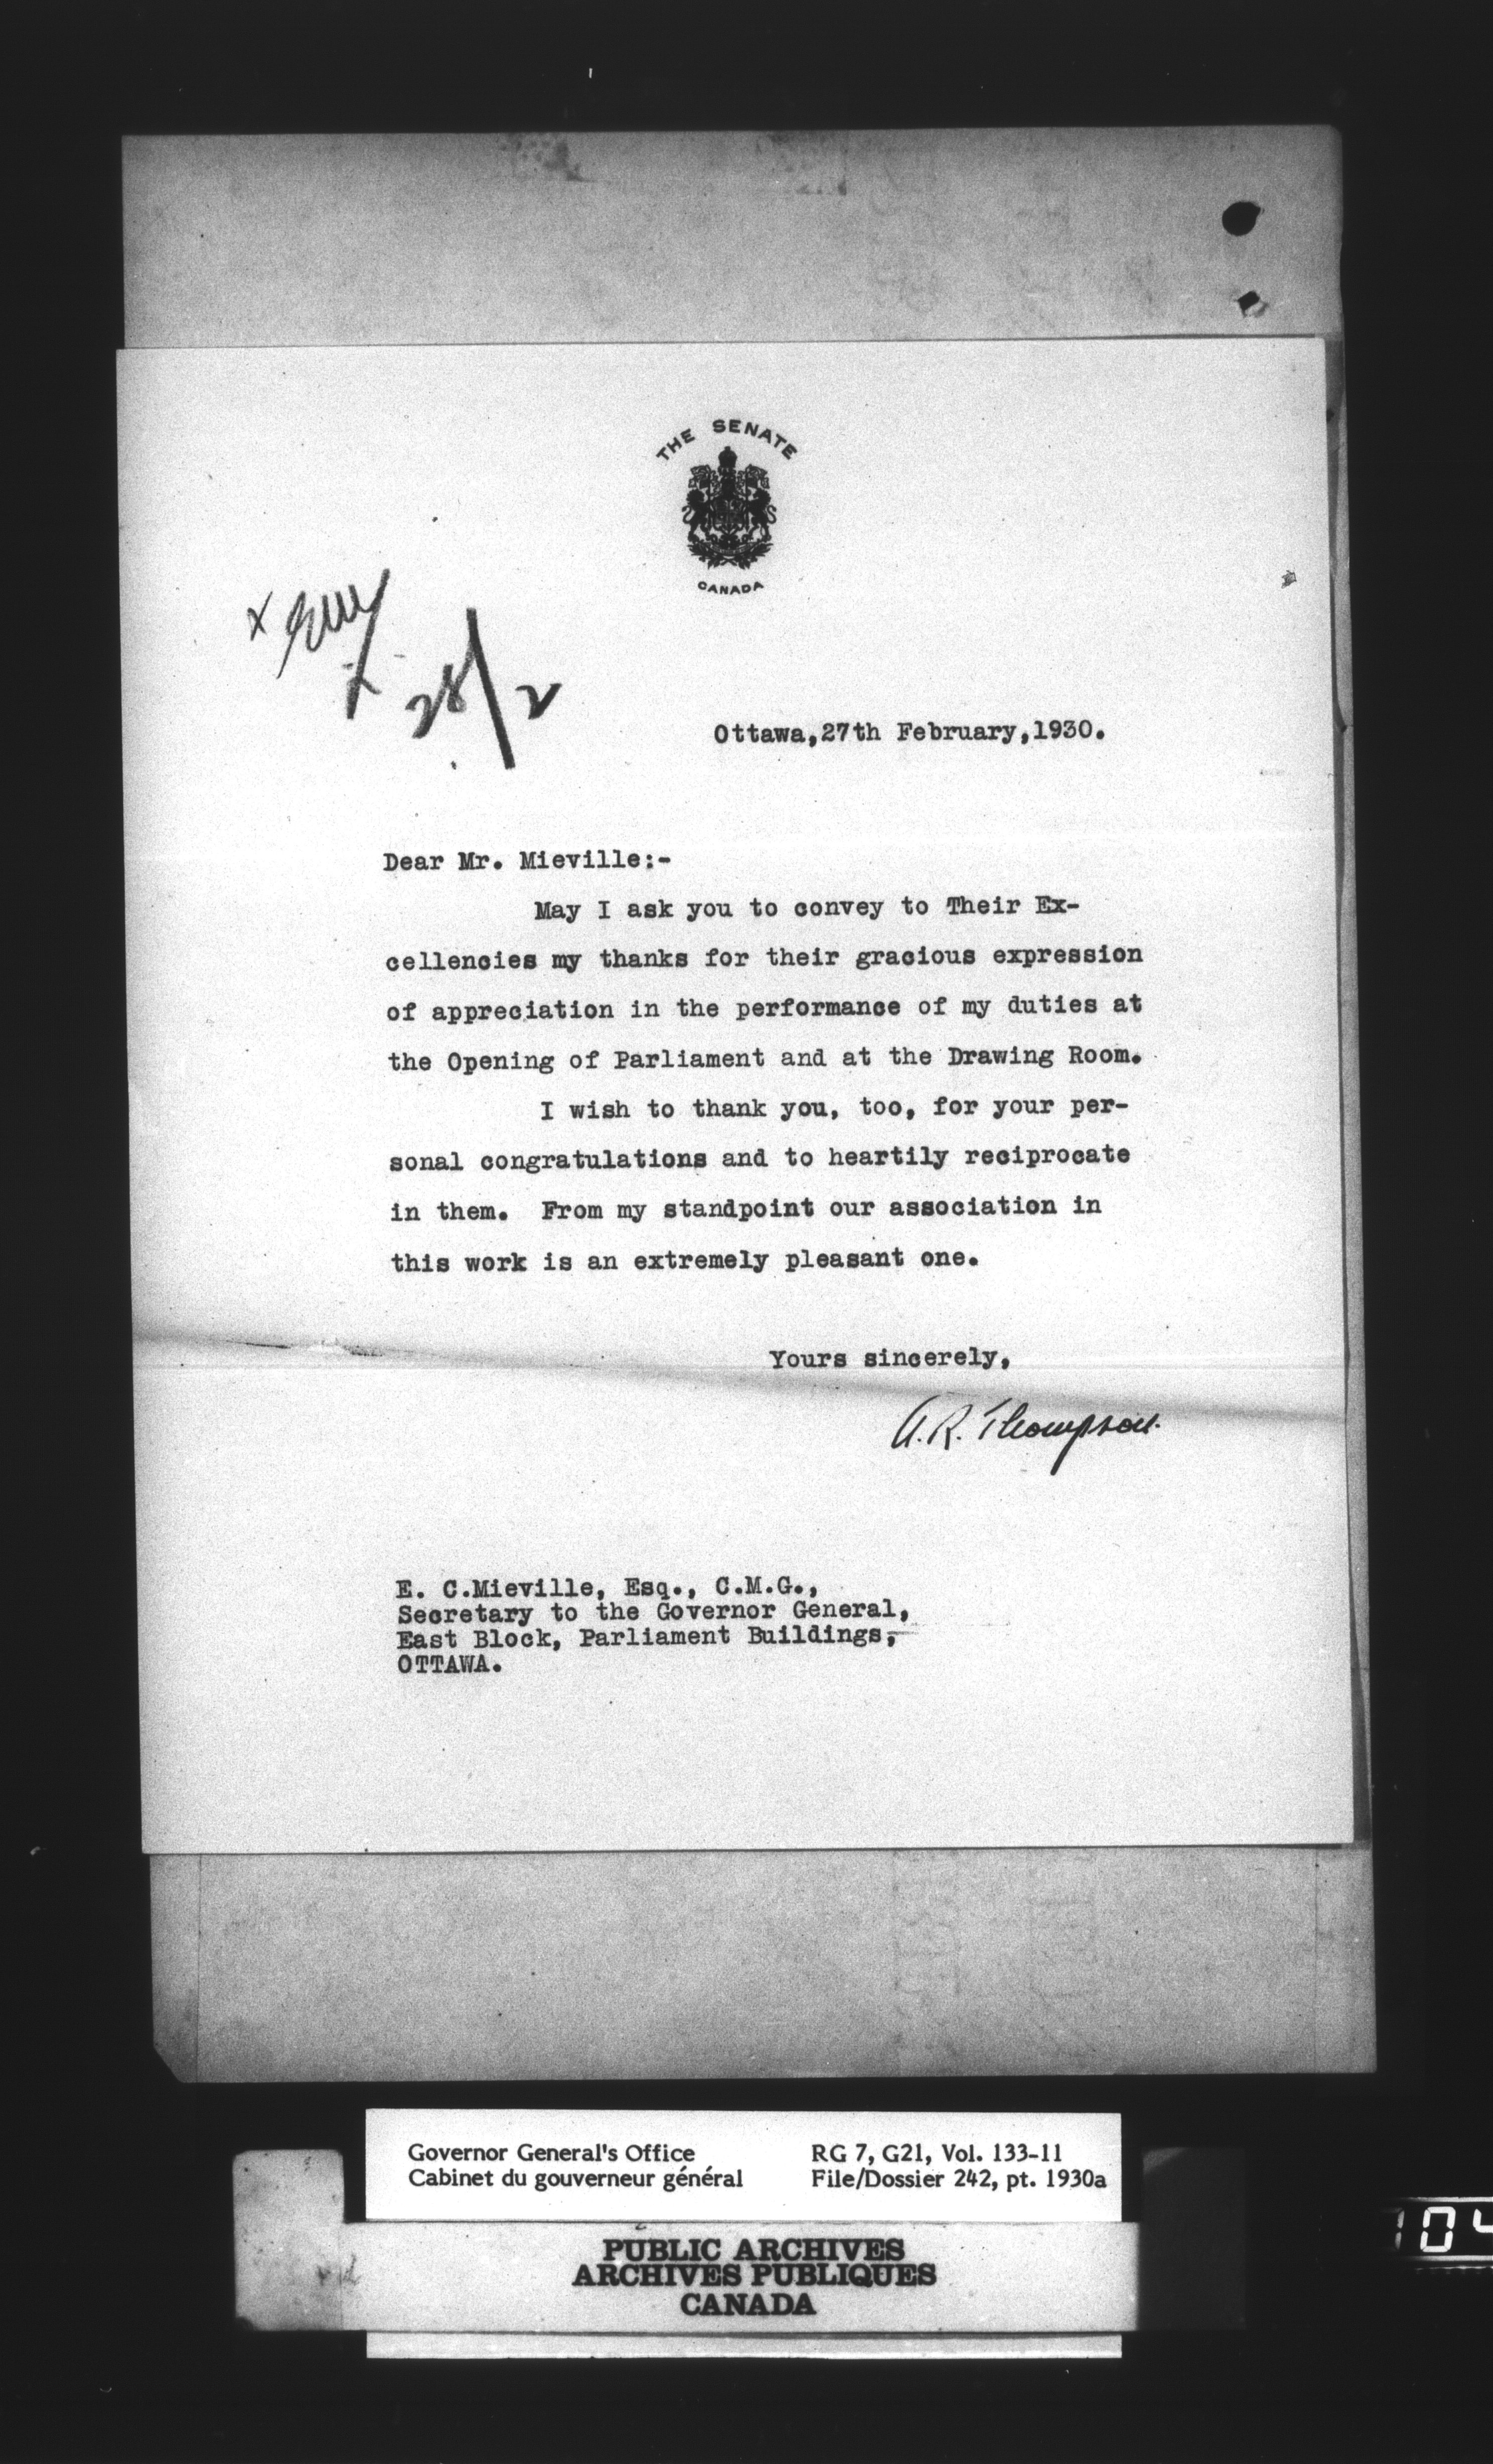 THE SENATE
CANADA
28/2
Ottawa,27th February,1930.
Dear Mr. Mieville:-
May I ask you to convey to Their Ex-
cellencies my thanks for their gracious expression
of appreciation in the performance of my duties at
the Opening of Parliament and at the Drawing Room.
I wish to thank you, too, for your per-
sonal congratulations and to heartily reciprocate
in them. From my standpoint our association in
this work is an extremely pleasant one.
Yours sincerely,
A.R. Thompson.
E. C.Mieville, Esq., C.M.G.,
Secretary to the Governor General,
East Block, Parliament Buildings,
OTTAWA.
Governor General's Office
Cabinet du gouverneur général
RG 7, G21, Vol. 133-11
File/Dossier 242, pt. 1930a
PUBLIC ARCHIVES
ARCHIVES PUBLIQUES
CANADA